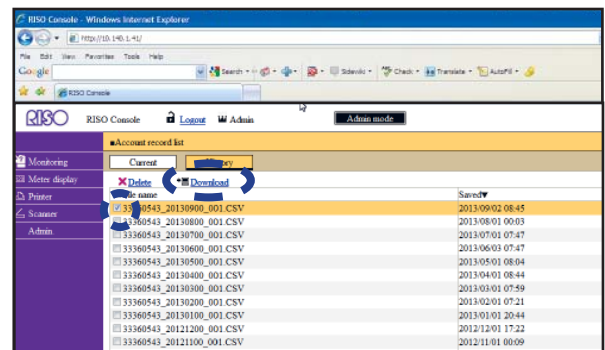 RISO Console - Windows Internet Explorer
http://10.140.1.41/
File Edit View Favorites Tools Help
Google Search Sidewiki Check Translate AutoFill
RISO Console
RISO RISO Console Logout Admin Admin mode
■Account record list
Monitoring
Meter display
Printer
Scanner
Admin
Current
Delete Download
name Saved▼
33360543_20130900_001.CSV 2013/09/02 08:45
33360543_20130800_001.CSV 2013/08/01 00:03
33360543_20130700_001.CSV 2013/07/01 07:47
33360543_20130600_001.CSV 2013/06/03 07:47
33360543_20130500_001.CSV 2013/05/01 08:04
33360543_20130400_001.CSV 2013/04/01 08:44
33360543_20130300_001.CSV 2013/03/01 07:59
33360543_20130200_001.CSV 2013/02/01 07:21
33360543_20130100_001.CSV 2013/01/01 20:44
33360543_20121200_001.CSV 2012/12/01 17:22
33360543_20121100_001.CSV 2012/11/01 00:09